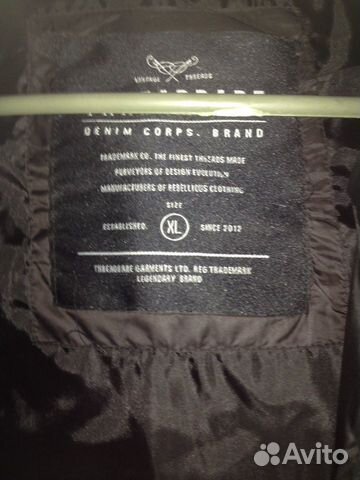 VINTAGE THREADS
DENIM CORPS. BRAND
TRADEMARK CO. THE FINEST THREADS MADE
PURVEYORS OF DESIGN EVOLUTION
MANUFACTURERS OF REBELLIOUS CLOTHING
SIZE
ESTABLISHED. XL SINCE 2012
THREADBARE GARMENTS LTD. REG TRADEMARK
LEGENDARY BRAND
Avito